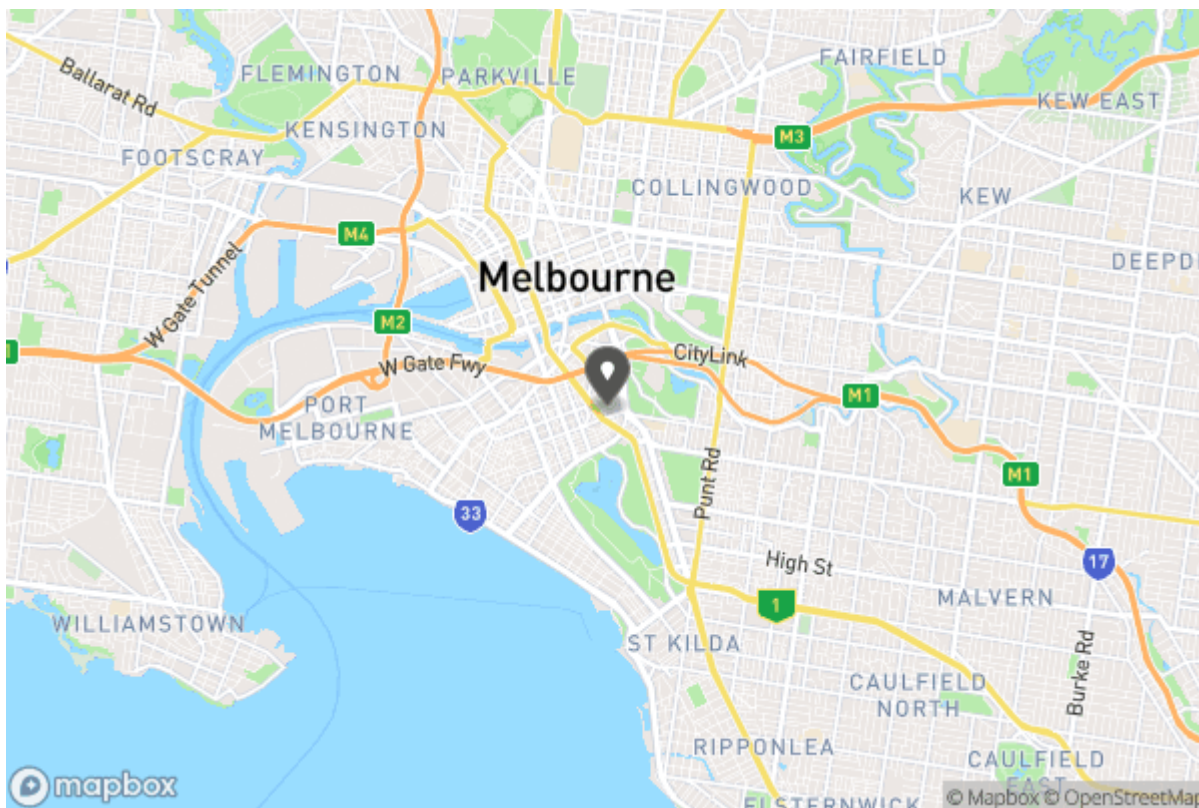 FAIRFIELD
FLEMINGTON
PARKVILLE
Ballarat Rd
KEW EAST
KENSINGTON
M3
FOOTSCRAY
COLLINGWOOD
KEW
M4
DEEPD
Melbourne
W Gate Tunnel
M2
CityLink
W Gate Fwy
M1
PORT
MELBOURNE
Punt Rd
M1
33
High St
17
1
MALVERN
WILLIAMSTOWN
ST KILDA
Burke Rd
CAULFIELD
NORTH
RIPPONLEA
CAULFIELD
EAST
mapbox
ELSTERNWICK
© Mapbox © OpenStreetMap